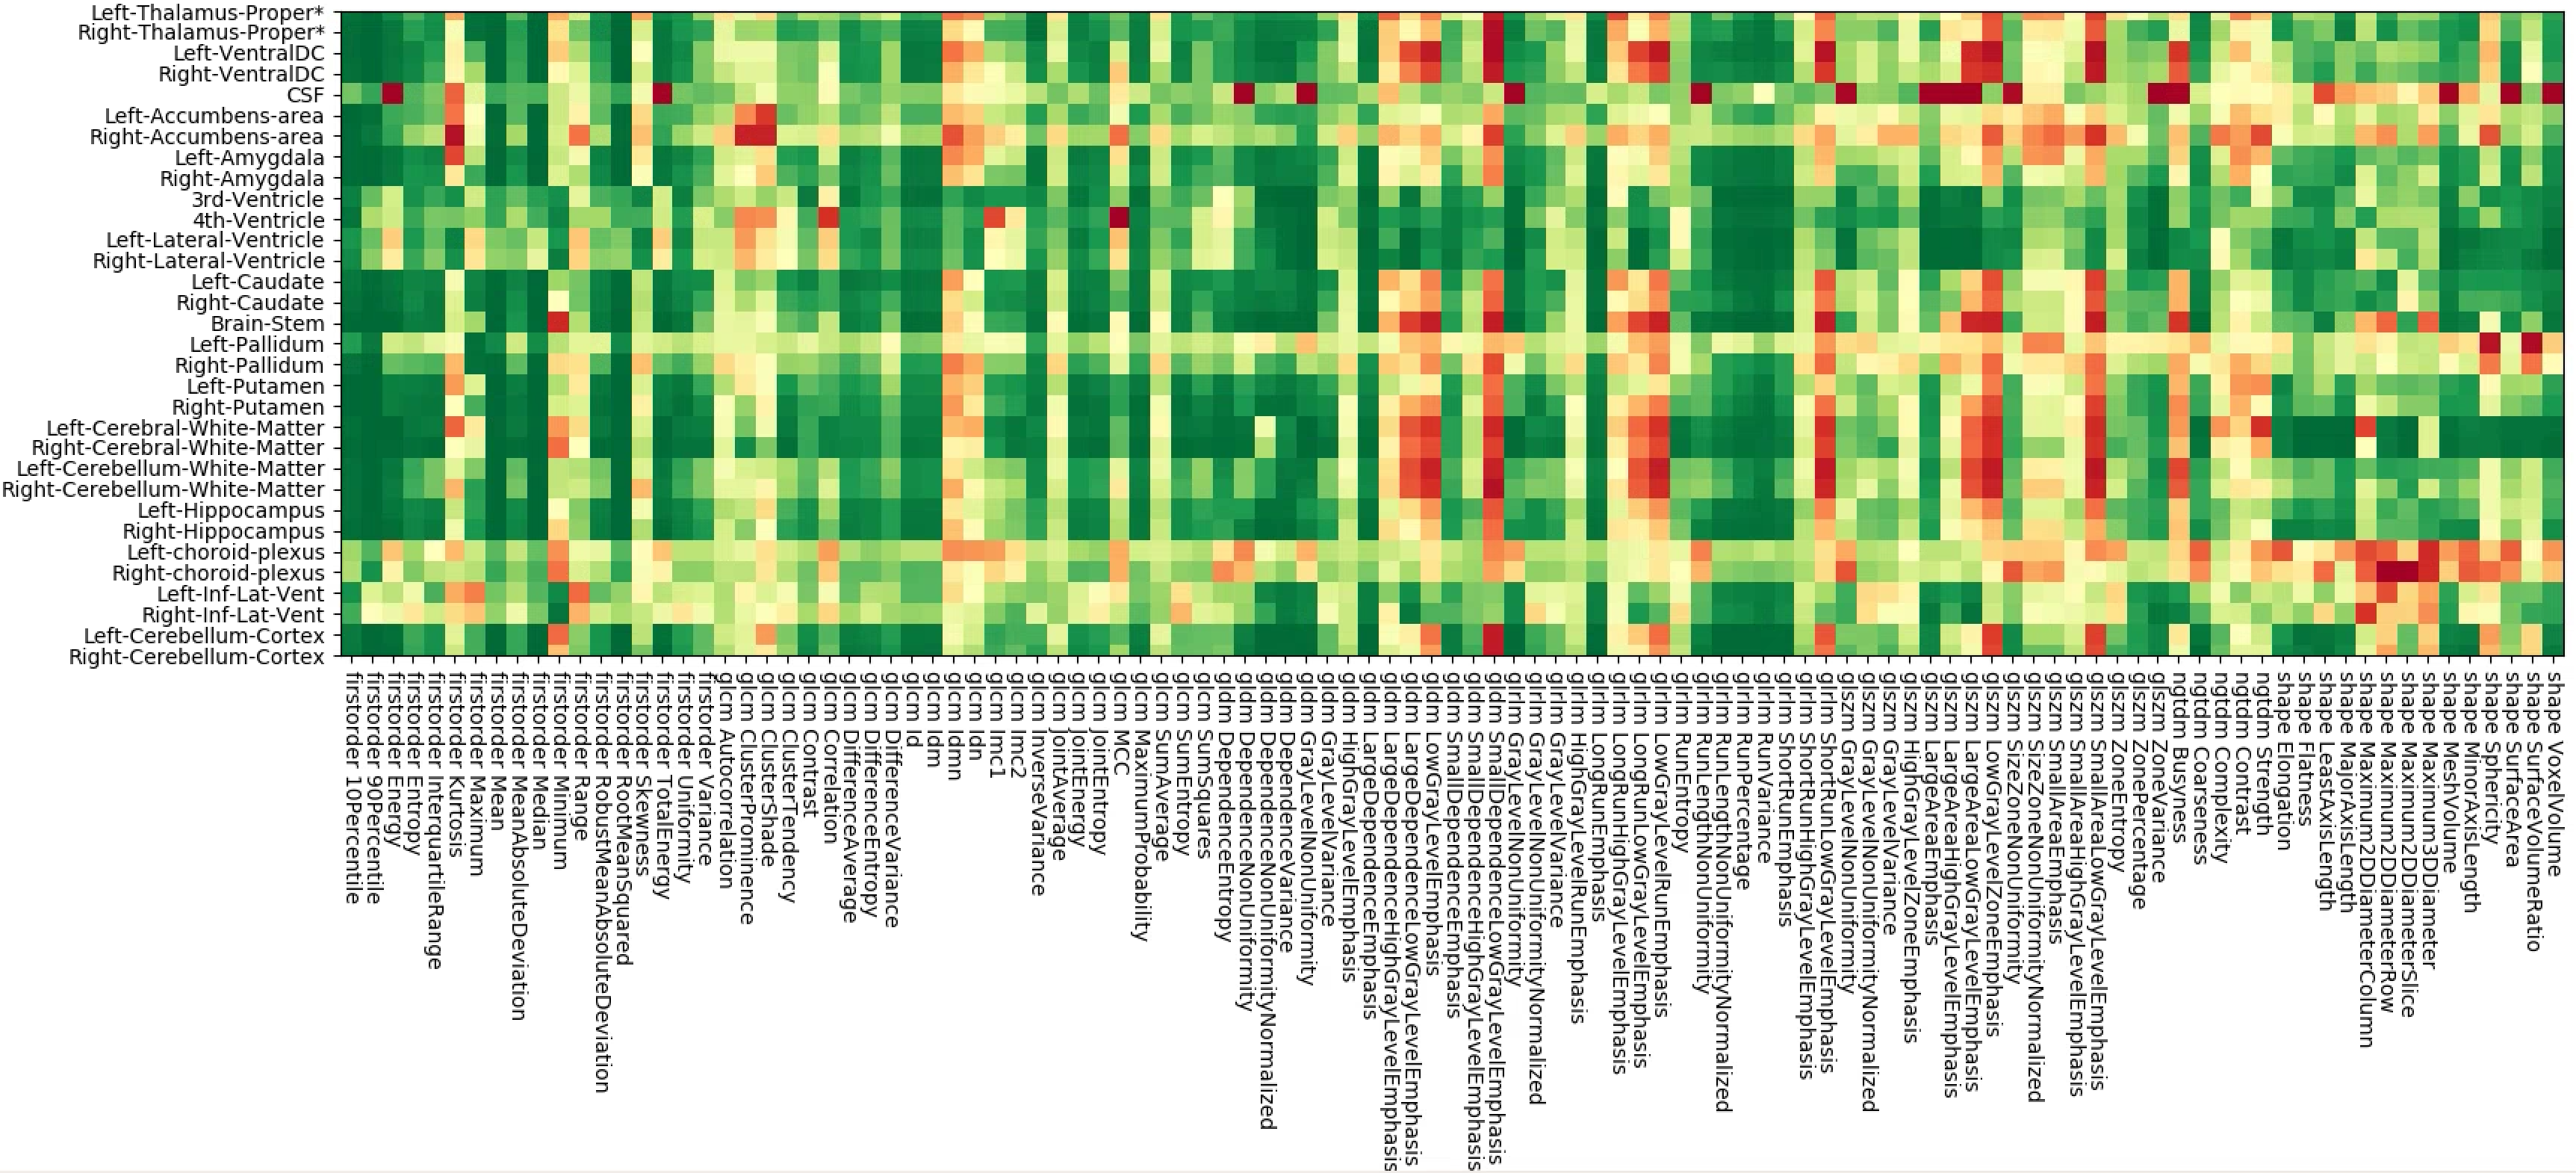 Left-Thalamus-Proper*
Right-Thalamus-Proper*
Left-VentralDC
Right-VentralDC
CSF
Left-Accumbens-area
Right-Accumbens-area
Left-Amygdala
Right-Amygdala
3rd-Ventricle
4th-Ventricle
Left-Lateral-Ventricle
Right-Lateral-Ventricle
Left-Caudate
Right-Caudate
Brain-Stem
Left-Pallidum
Right-Pallidum
Left-Putamen
Right-Putamen
Left-Cerebral-White-Matter
Right-Cerebral-White-Matter
Left-Cerebellum-White-Matter
Right-Cerebellum-White-Matter
Left-Hippocampus
Right-Hippocampus
Left-choroid-plexus
Right-choroid-plexus
Left-Inf-Lat-Vent
Right-Inf-Lat-Vent
Left-Cerebellum-Cortex
Right-Cerebellum-Cortex
firstorder 10Percentile
firstorder 90Percentile
firstorder Energy
firstorder Entropy
firstorder InterquartileRange
firstorder Kurtosis
firstorder Maximum
firstorder Mean
firstorder MeanAbsoluteDeviation
firstorder Median
firstorder Minimum
firstorder Range
firstorder RobustMeanAbsoluteDeviation
firstorder RootMeanSquared
firstorder Skewness
firstorder TotalEnergy
firstorder Uniformity
firstorder Variance
glcm Autocorrelation
glcm ClusterProminence
glcm ClusterShade
glcm ClusterTendency
glcm Contrast
glcm Correlation
glcm DifferenceAverage
glcm DifferenceEntropy
glcm DifferenceVariance
glcm Id
glcm Idm
glcm Idmn
glcm Idn
glcm Imc1
glcm Imc2
glcm InverseVariance
glcm JointAverage
glcm JointEnergy
glcm JointEntropy
glcm MCC
glcm MaximumProbability
glcm SumAverage
glcm SumEntropy
glcm SumSquares
gldm DependenceEntropy
gldm DependenceNonUniformity
gldm DependenceNonUniformityNormalized
gldm DependenceVariance
gldm GrayLevelNonUniformity
gldm GrayLevelVariance
gldm HighGrayLevelEmphasis
gldm LargeDependenceEmphasis
gldm LargeDependenceHighGrayLevelEmphasis
gldm LargeDependenceLowGrayLevelEmphasis
gldm LowGrayLevelEmphasis
gldm SmallDependenceEmphasis
gldm SmallDependenceHighGrayLevelEmphasis
gldm SmallDependenceLowGrayLevelEmphasis
glrlm GrayLevelNonUniformity
glrlm GrayLevelNonUniformityNormalized
glrlm GrayLevelVariance
glrlm HighGrayLevelRunEmphasis
glrlm LongRunEmphasis
glrlm LongRunHighGrayLevelEmphasis
glrlm LongRunLowGrayLevelEmphasis
glrlm LowGrayLevelRunEmphasis
glrlm RunEntropy
glrlm RunLengthNonUniformity
glrlm RunLengthNonUniformityNormalized
glrlm RunPercentage
glrlm RunVariance
glrlm ShortRunEmphasis
glrlm ShortRunHighGrayLevelEmphasis
glrlm ShortRunLowGrayLevelEmphasis
glszm GrayLevelNonUniformity
glszm GrayLevelNonUniformityNormalized
glszm GrayLevelVariance
glszm HighGrayLevelZoneEmphasis
glszm LargeAreaEmphasis
glszm LargeAreaHighGrayLevelEmphasis
glszm LargeAreaLowGrayLevelEmphasis
glszm LowGrayLevelZoneEmphasis
glszm SizeZoneNonUniformity
glszm SizeZoneNonUniformityNormalized
glszm SmallAreaEmphasis
glszm SmallAreaHighGrayLevelEmphasis
glszm SmallAreaLowGrayLevelEmphasis
glszm ZoneEntropy
glszm ZonePercentage
glszm ZoneVariance
ngtdm Busyness
ngtdm Coarseness
ngtdm Complexity
ngtdm Contrast
ngtdm Strength
shape Elongation
shape Flatness
shape LeastAxisLength
shape MajorAxisLength
shape Maximum2DDiameterColumn
shape Maximum2DDiameterRow
shape Maximum2DDiameterSlice
shape Maximum3DDiameter
shape MeshVolume
shape MinorAxisLength
shape Sphericity
shape SurfaceArea
shape SurfaceVolumeRatio
shape VoxelVolume